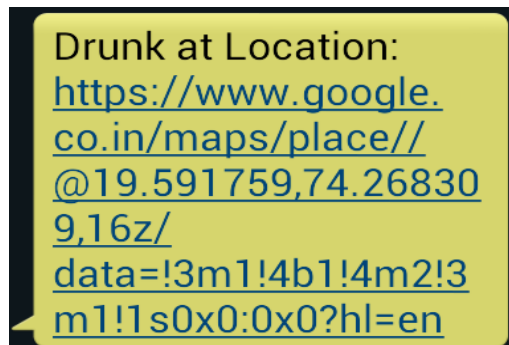 Drunk at Location:
https://www.google.
co.in/maps/place//
@19.591759,74.26830
9,16z/
data=!3m1!4b1!4m2!3
m1!1s0x0:0x0?hl=en